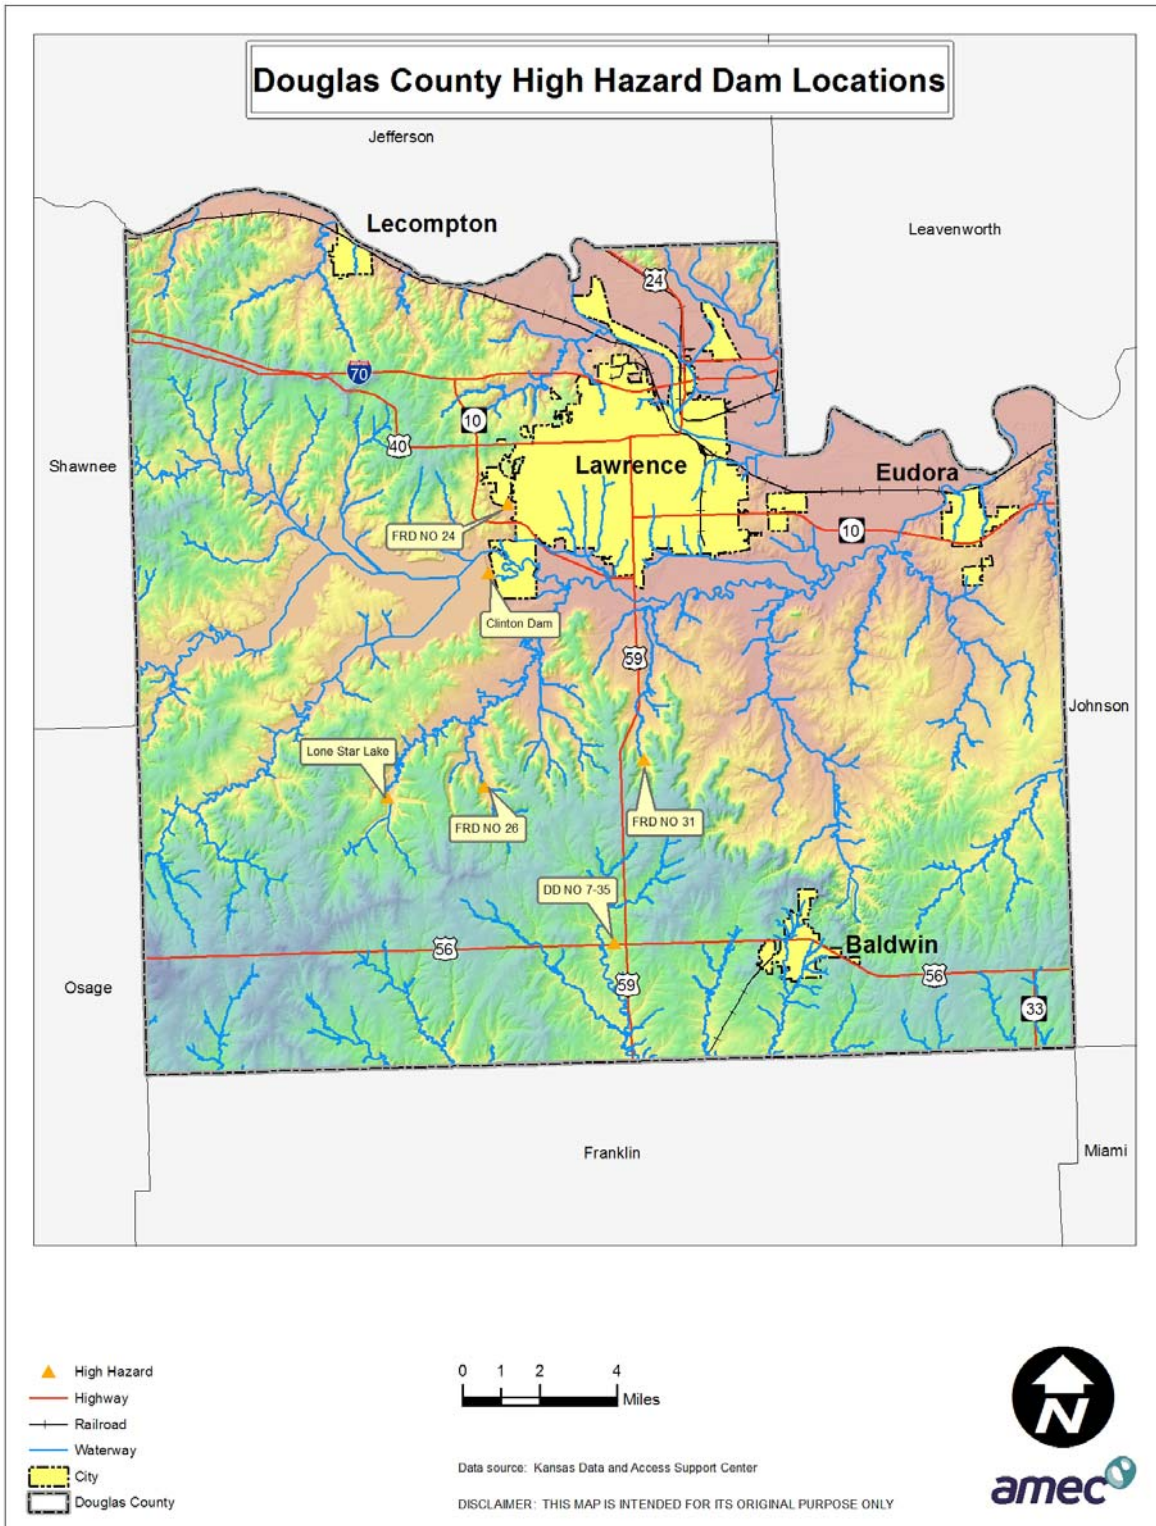 Douglas County High Hazard Dam Locations
Jefferson
Lecompton
Leavenworth
24
70
10
40
Shawnee
Lawrence
Eudora
FRD NO 24
10
Clinton Dam
59
Johnson
Lone Star Lake
FRD NO 26
FRD NO 31
DD NO 7-35
56
Baldwin
56
59
Osage
33
Franklin
Miami
High Hazard
Highway
Railroad
Waterway
City
Douglas County
0 1 2 4
Miles
Data source: Kansas Data and Access Support Center
DISCLAIMER: THIS MAP IS INTENDED FOR ITS ORIGINAL PURPOSE ONLY
N
amec